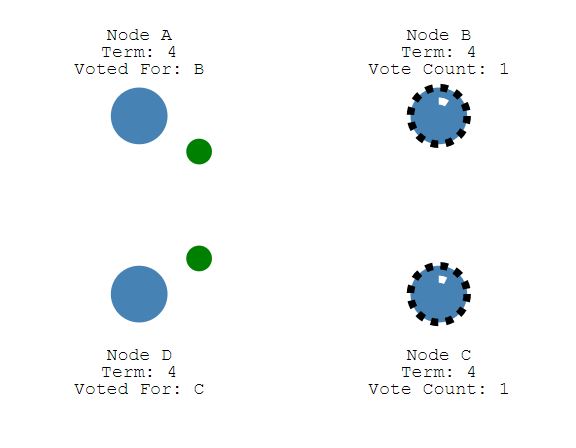 Node A
Term: 4
Voted For: B
Node B
Term: 4
Vote Count: 1
Node D
Term: 4
Voted For: C
Node C
Term: 4
Vote Count: 1